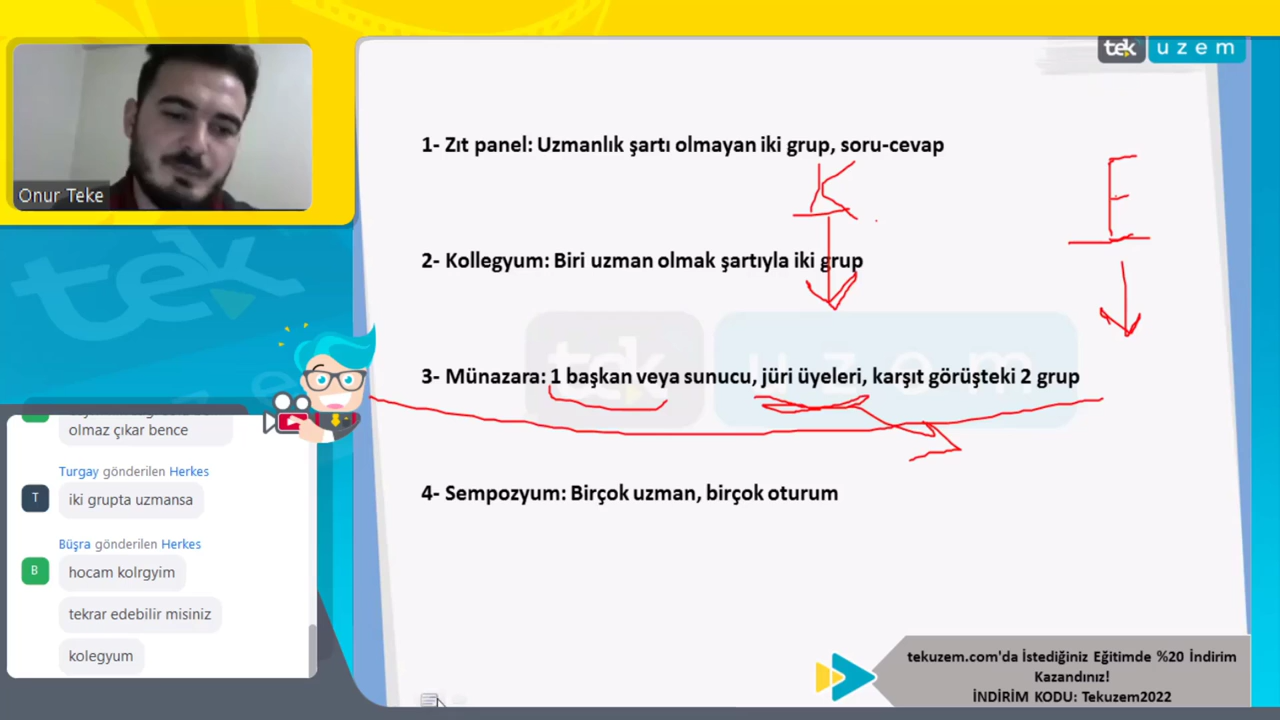 tek uzem
Onur Teke
1- Zıt panel: Uzmanlık şartı olmayan iki grup, soru-cevap
K
E
2- Kollegyum: Biri uzman olmak şartıyla iki grup
tek uzem
3- Münazara: 1 başkan veya sunucu, jüri üyeleri, karşıt görüşteki 2 grup
4- Sempozyum: Birçok uzman, birçok oturum
olmaz çıkar bence
Turgay gönderilen Herkes
T
iki grupta uzmansa
Büşra gönderilen Herkes
B
hocam kolrgyim
tekrar edebilir misiniz
kolegyum
tekuzem.com'da İstediğiniz Eğitimde %20 İndirim
Kazandınız!
İNDİRİM KODU: Tekuzem2022